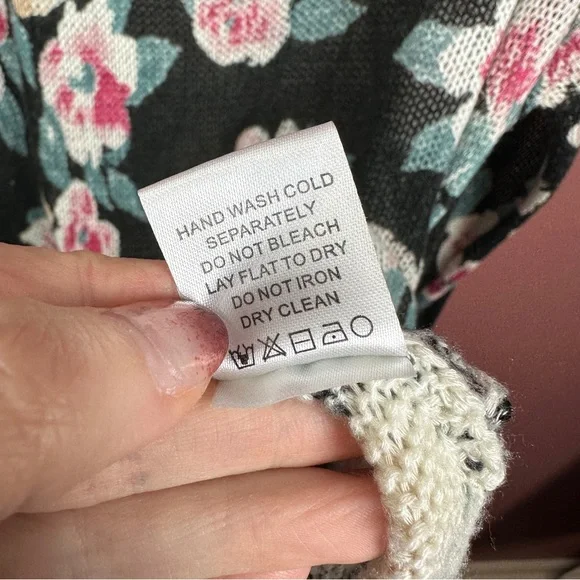 HAND WASH COLD
SEPARATELY
DO NOT BLEACH
LAY FLAT TO DRY
DO NOT IRON
DRY CLEAN